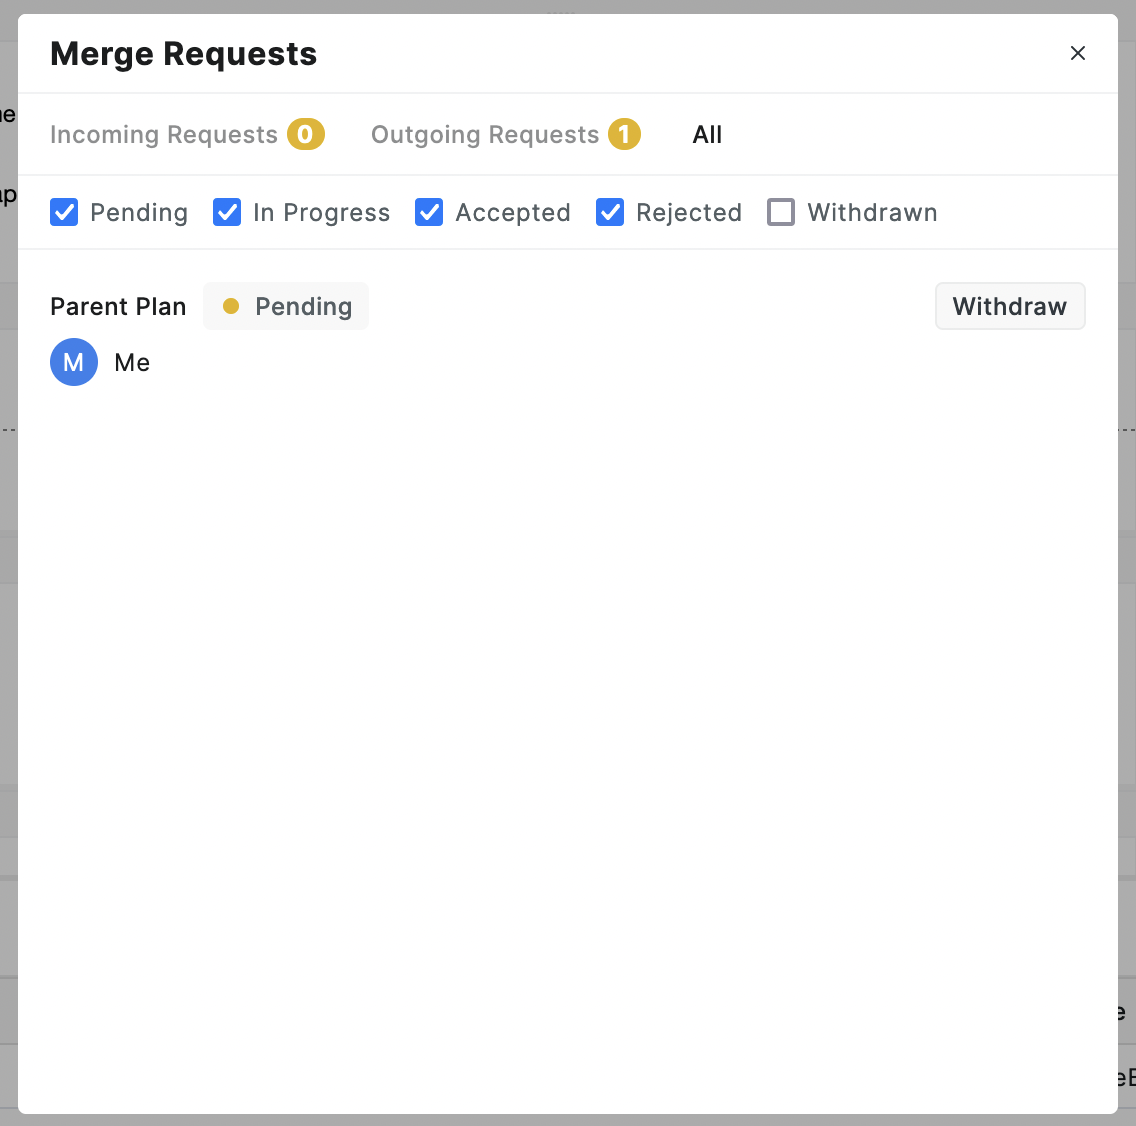 Merge Requests
Incoming Requests 0 Outgoing Requests 1 All
Pending In Progress Accepted Rejected Withdrawn
Parent Plan Pending Withdraw
M Me